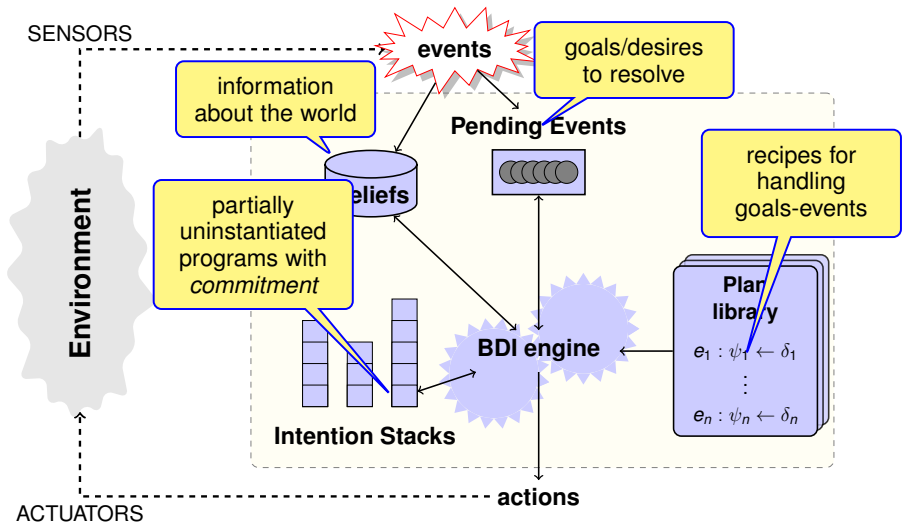 SENSORS
events
goals/desires
to resolve
information
about the world
Pending Events
recipes for
handling
goals-events
eliefs
partially
uninstantiated
programs with
commitment
Environment
Plan
library
BDI engine
e₁ : ψ₁ ← δ₁
⋮
eₙ : ψₙ ← δₙ
Intention Stacks
actions
ACTUATORS